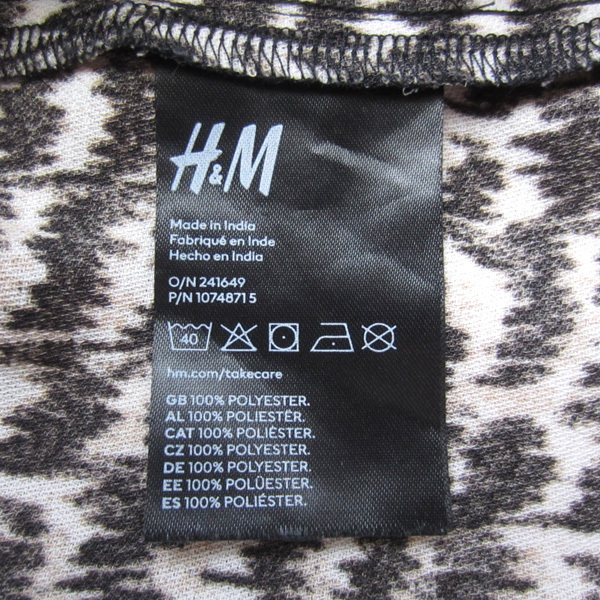 H&M
Made in India
Fabriqué en Inde
Hecho en India
O/N 241649
P/N 10748715
40
hm.com/takecare
GB 100% POLYESTER.
AL 100% POLIESTËR.
CAT 100% POLIÈSTER.
CZ 100% POLYESTER.
DE 100% POLYESTER.
EE 100% POLÜESTER.
ES 100% POLIÉSTER.